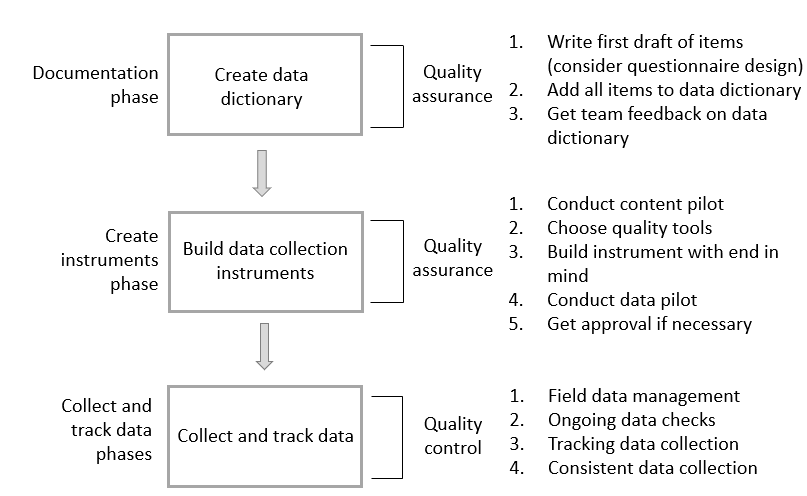 Documentation
phase
Create data
dictionary
Quality
assurance
1. Write first draft of items
(consider questionnaire design)
2. Add all items to data dictionary
3. Get team feedback on data
dictionary
Create
instruments
phase
Build data collection
instruments
Quality
assurance
1. Conduct content pilot
2. Choose quality tools
3. Build instrument with end in
mind
4. Conduct data pilot
5. Get approval if necessary
Collect and
track data
phases
Collect and track data
Quality
control
1. Field data management
2. Ongoing data checks
3. Tracking data collection
4. Consistent data collection